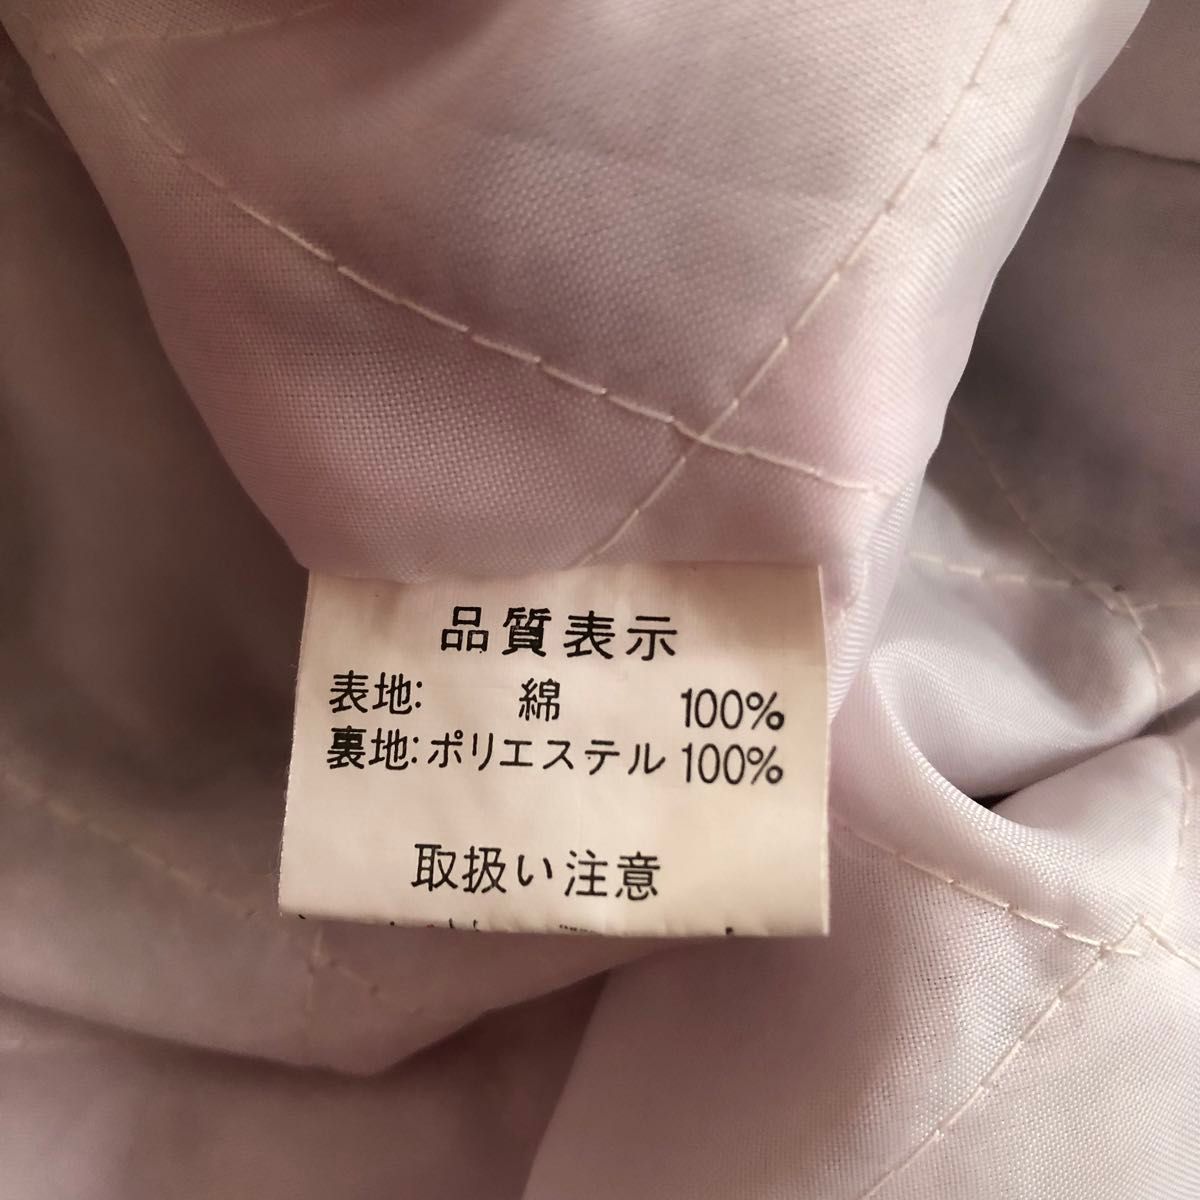 品質表示
表地: 綿 100%
裏地:ポリエステル 100%
取扱い注意